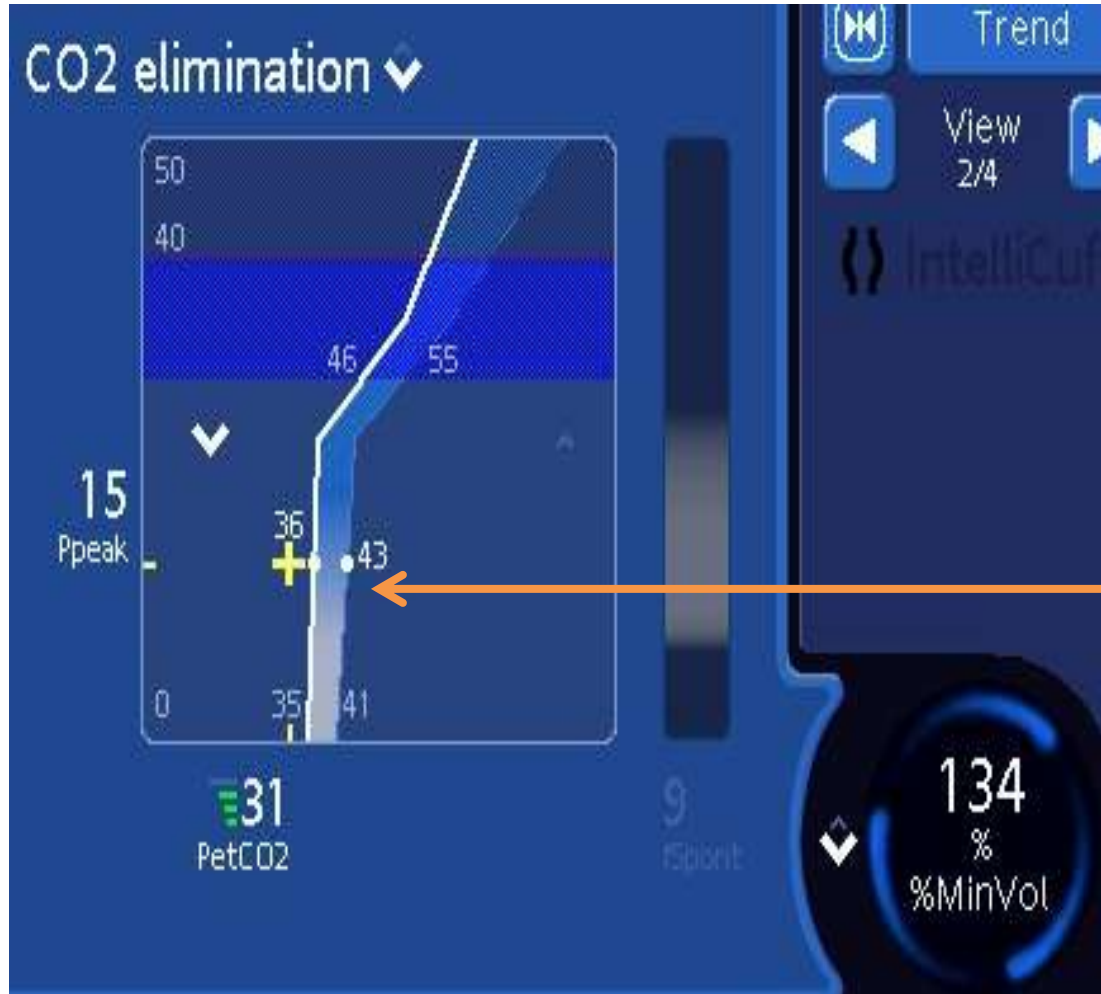 CO2 elimination
Trend
View
2/4
IntelliCuf
50
40
46 55
15
Ppeak
36
43
0
35 41
31
PetCO2
9
fSpont
134
%
%MinVol